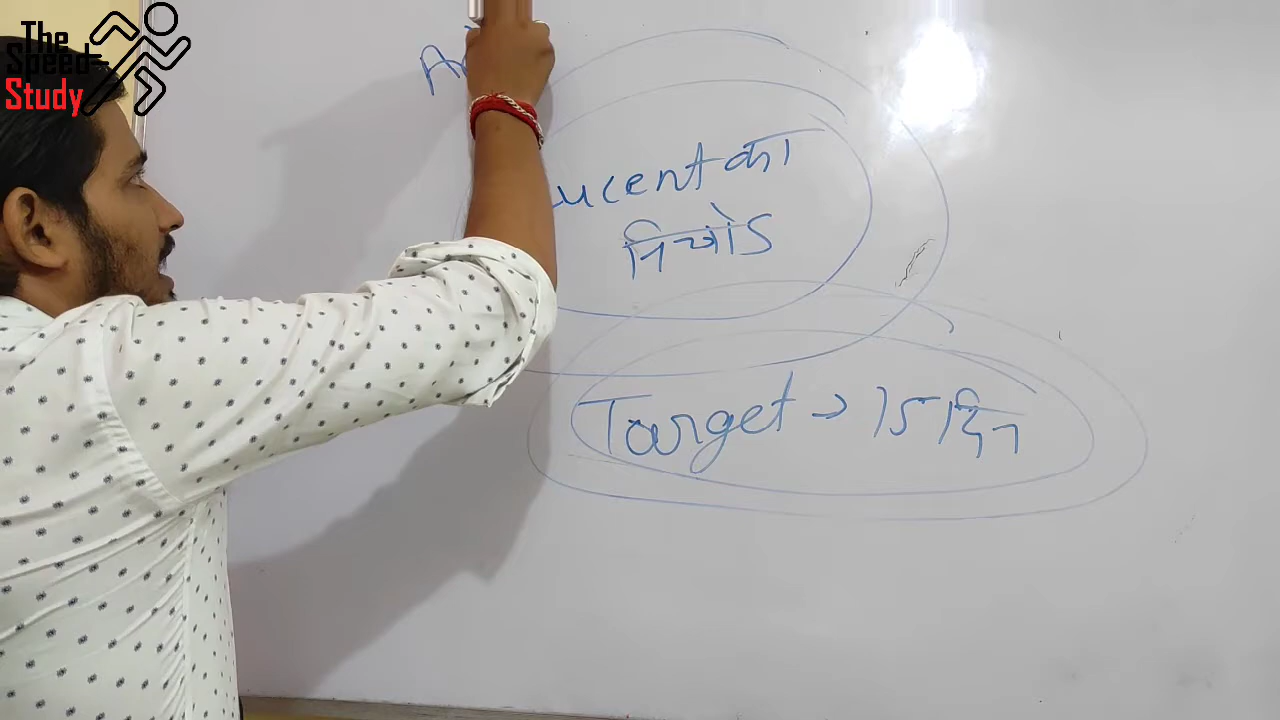 The
Speed
Study
ucent का
निचोड
Target → 15 दिन